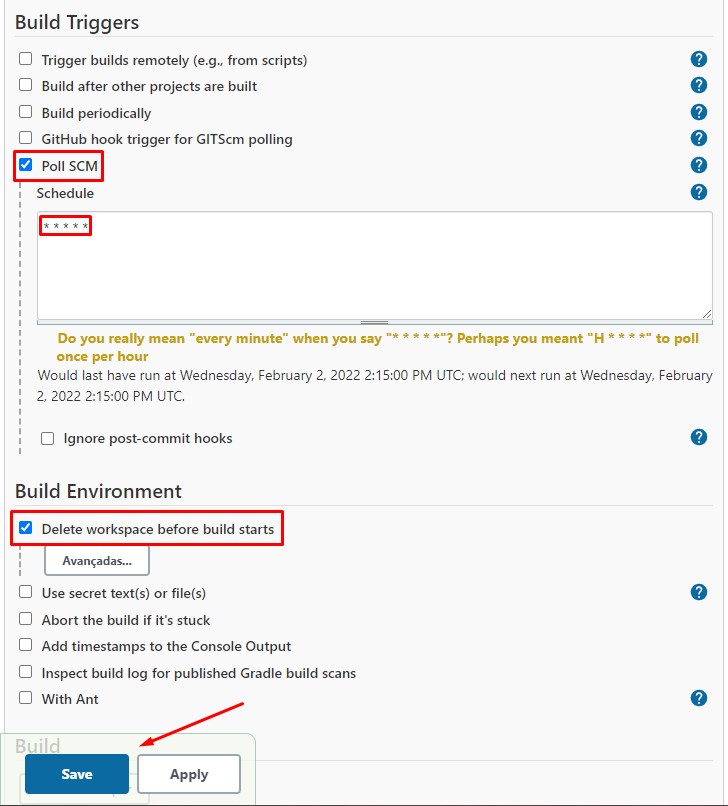 Build Triggers
Trigger builds remotely (e.g., from scripts)
Build after other projects are built
Build periodically
GitHub hook trigger for GITScm polling
Poll SCM
Schedule
* * * * *
Do you really mean "every minute" when you say "* * * * *"? Perhaps you meant "H * * * *" to poll
once per hour
Would last have run at Wednesday, February 2, 2022 2:15:00 PM UTC; would next run at Wednesday, February
2, 2022 2:15:00 PM UTC.
Ignore post-commit hooks
Build Environment
Delete workspace before build starts
Avançadas...
Use secret text(s) or file(s)
Abort the build if it's stuck
Add timestamps to the Console Output
Inspect build log for published Gradle build scans
With Ant
Build
Save Apply